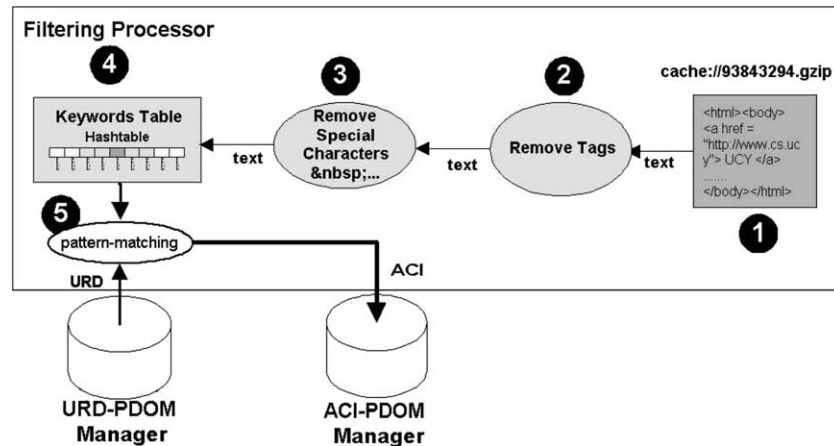 Filtering Processor
4
3
2
cache://93843294.gzip
Keywords Table
Hashtable
Remove
Special
Characters
&nbsp;...
Remove Tags
<html><body>
<a href =
"http://www.cs.uc
y"> UCY </a>
.......
</body></html>
text
text
text
1
5
pattern-matching
URD
ACI
URD-PDOM
Manager
ACI-PDOM
Manager